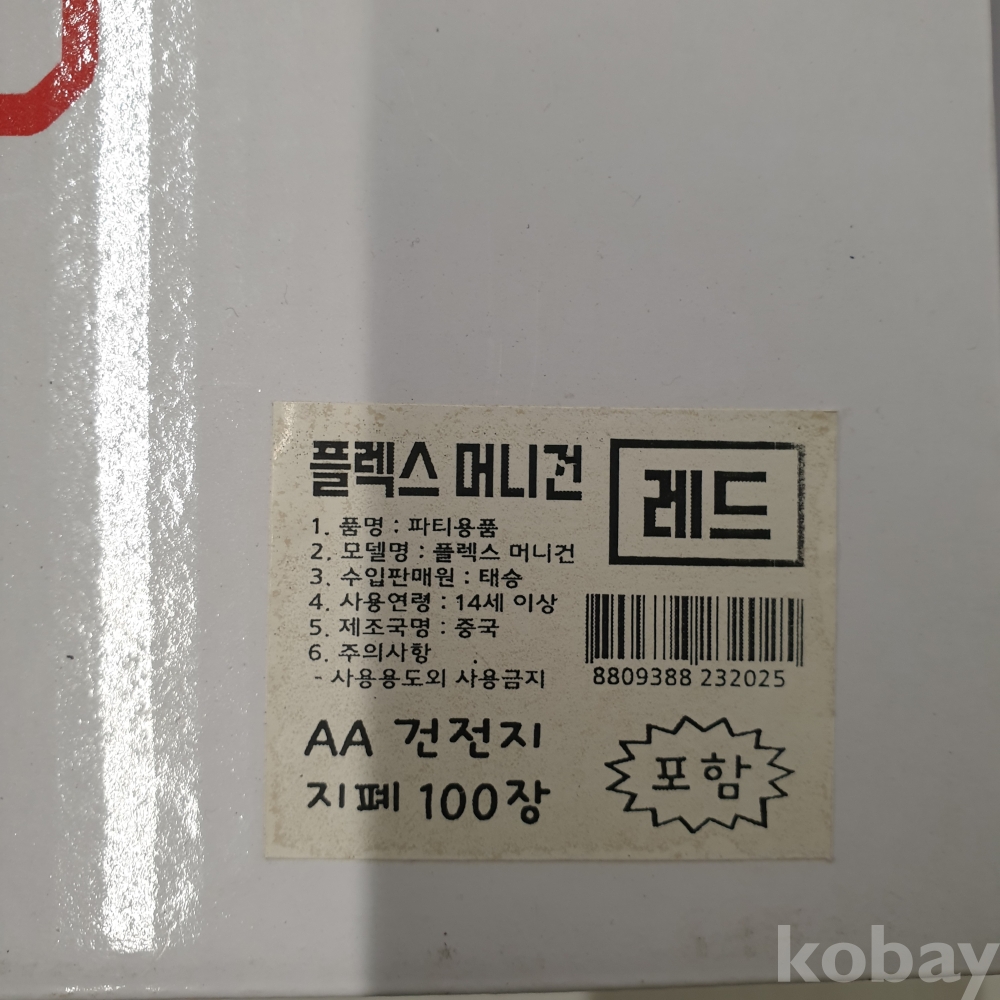 플렉스 머니건
레드
1. 품명 : 파티용품
2. 모델명 : 플렉스 머니건
3. 수입판매원 : 태승
4. 사용연령 : 14세 이상
5. 제조국명 : 중국
6. 주의사항
- 사용용도외 사용금지
8809388 232025
AA 건전지
지폐 100장
포함
kobay